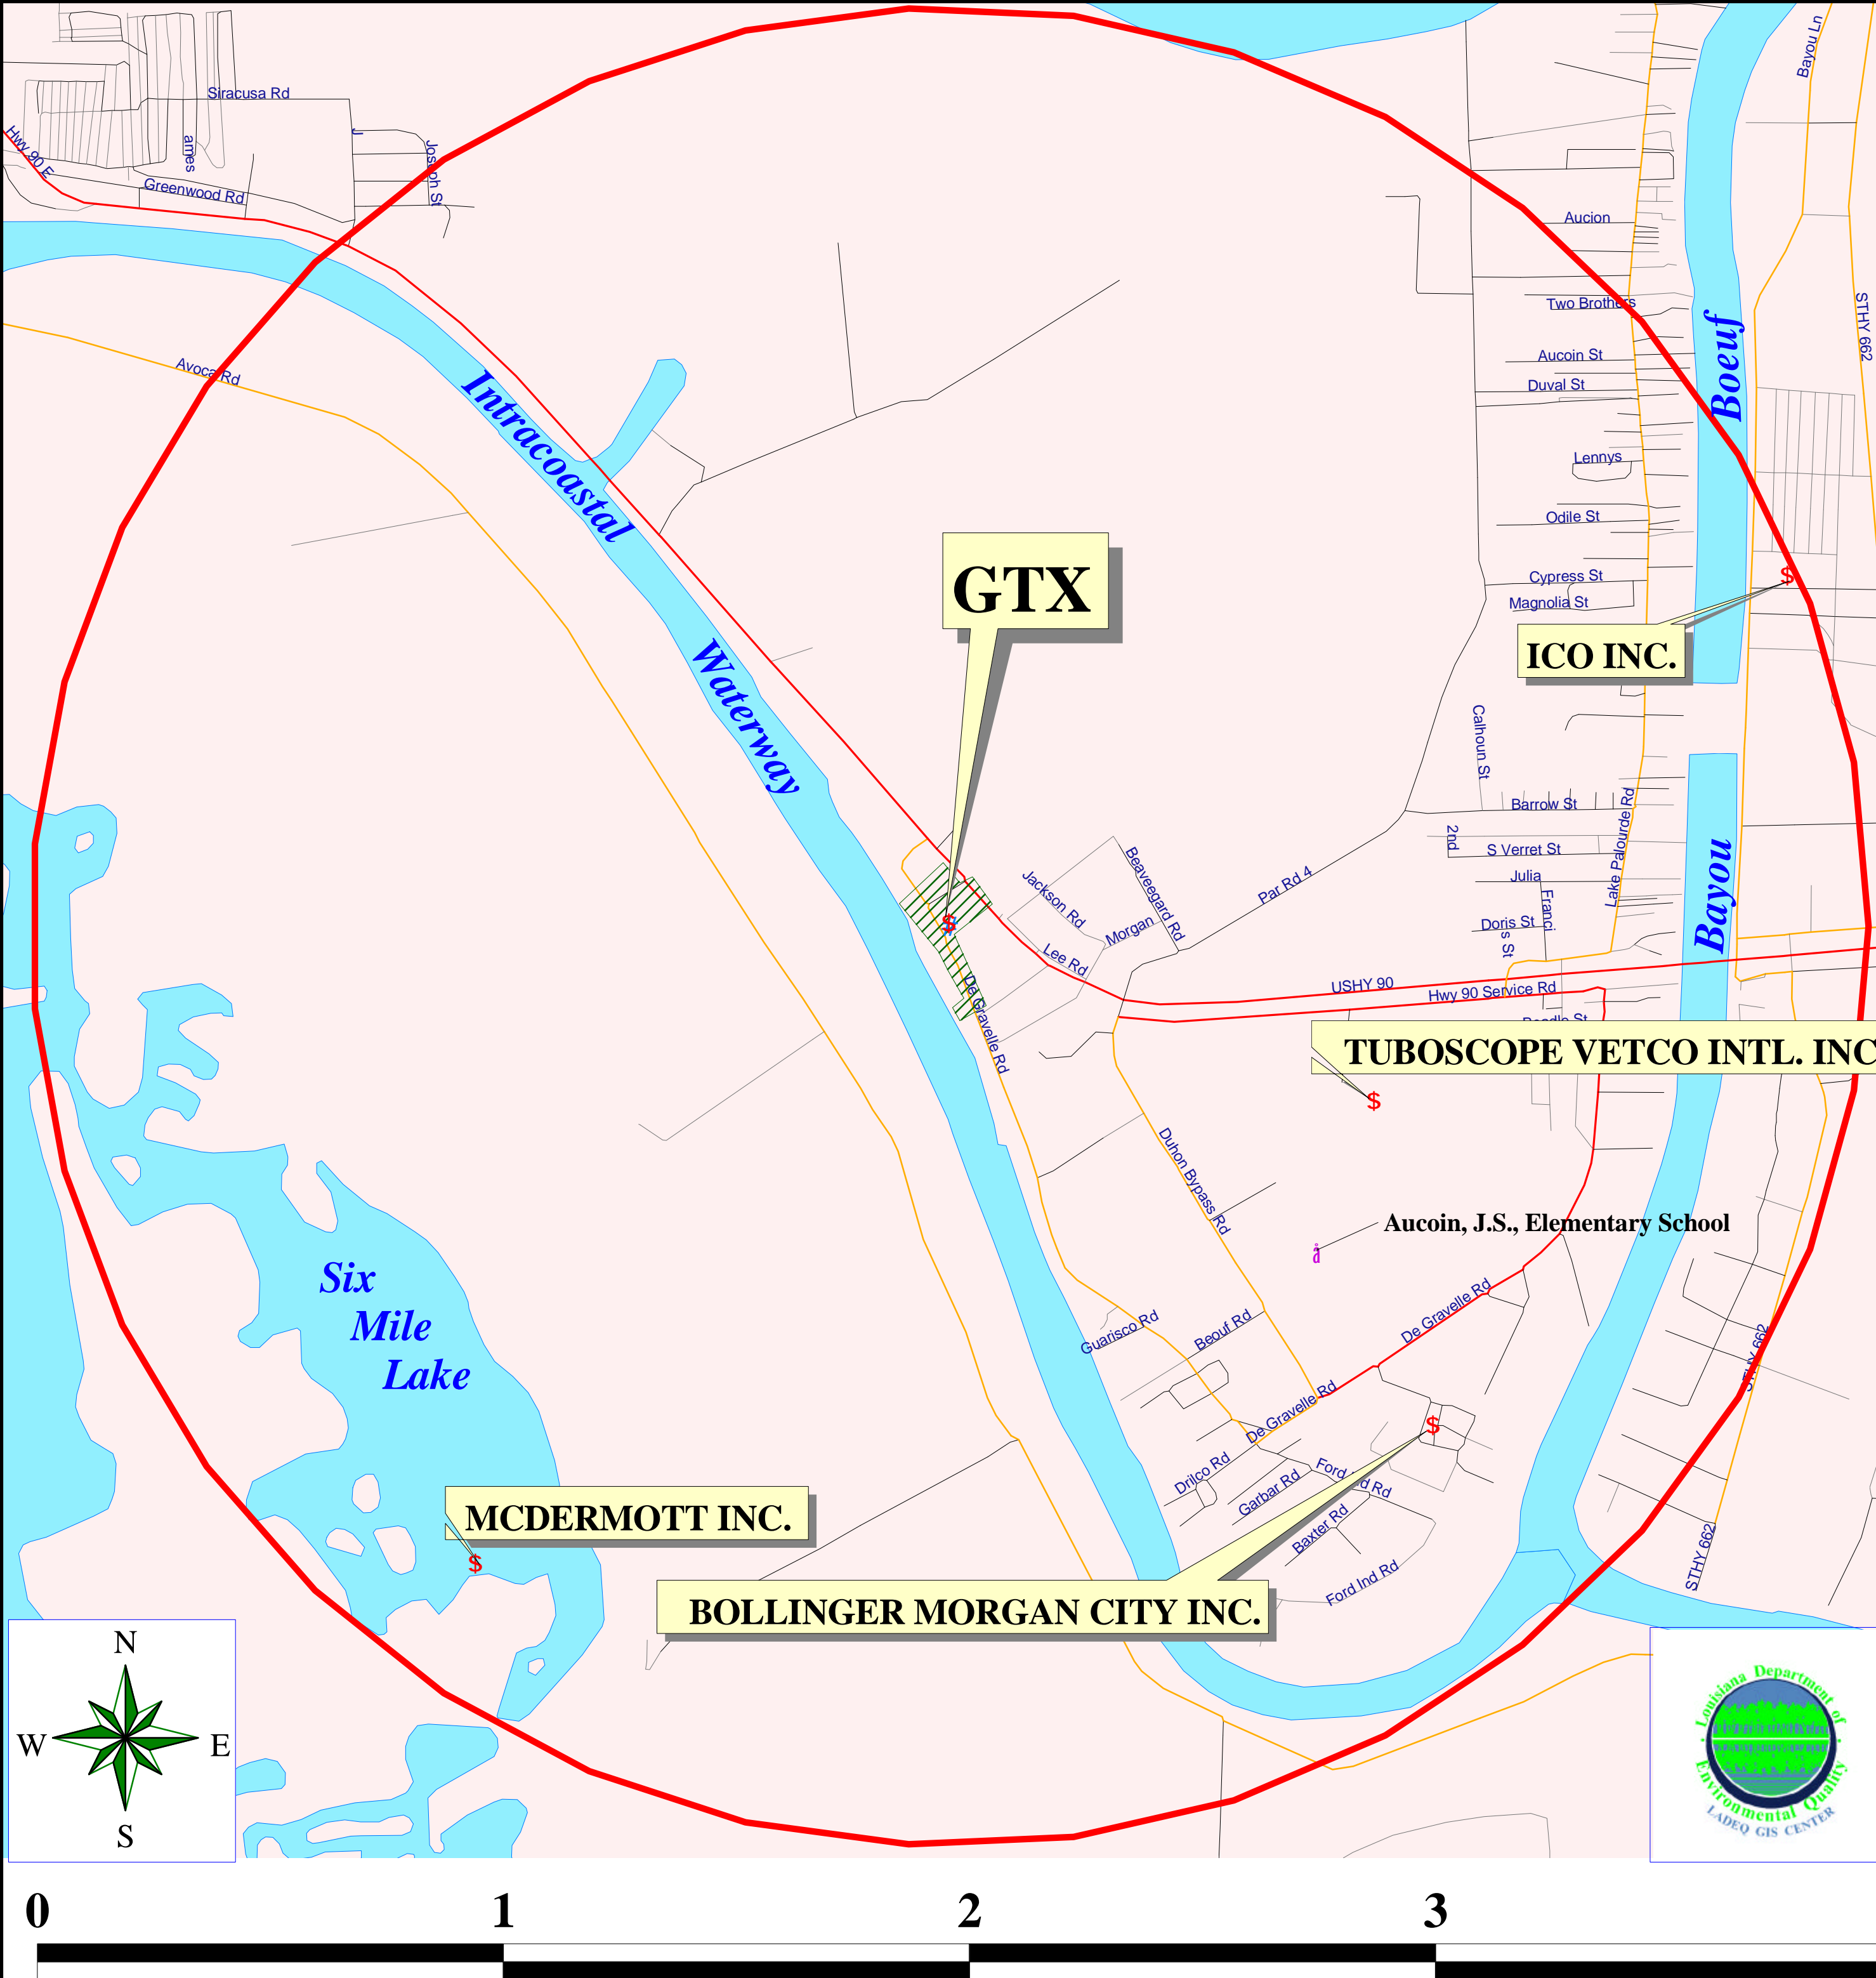 Siracusa Rd
Bayou Ln
Hwy 90 E
ames
J
Joseph St
Greenwood Rd
Aucion
Two Brothers
STHY 662
Boeuf
Aucoin St
Avoca Rd
Duval St
Intracoastal
Lennys
Odile St
GTX
Cypress St
$
Magnolia St
ICO INC.
Waterway
Calhoun St
Barrow St
Lake Palourde Rd
2nd
S Verret St
Bayou
Beaveegard Rd
Jackson Rd
Par Rd 4
Julia
Franci
s St
Doris St
$
Morgan
Lee Rd
De Gravelle Rd
USHY 90
Hwy 90 Service Rd
TUBOSCOPE VETCO INTL. INC
$
Duhon Bypass Rd
Aucoin, J.S., Elementary School
Six
Mile
Lake
Guarisco Rd
Beouf Rd
De Gravelle Rd
STHY 662
De Gravelle Rd
$
Drilco Rd
Garbar Rd
Ford Ind Rd
Baxter Rd
MCDERMOTT INC.
$
STHY 662
Ford Ind Rd
BOLLINGER MORGAN CITY INC.
N
W
E
S
Louisiana Department of
Environmental Quality
LADEQ GIS CENTER
0 1 2 3